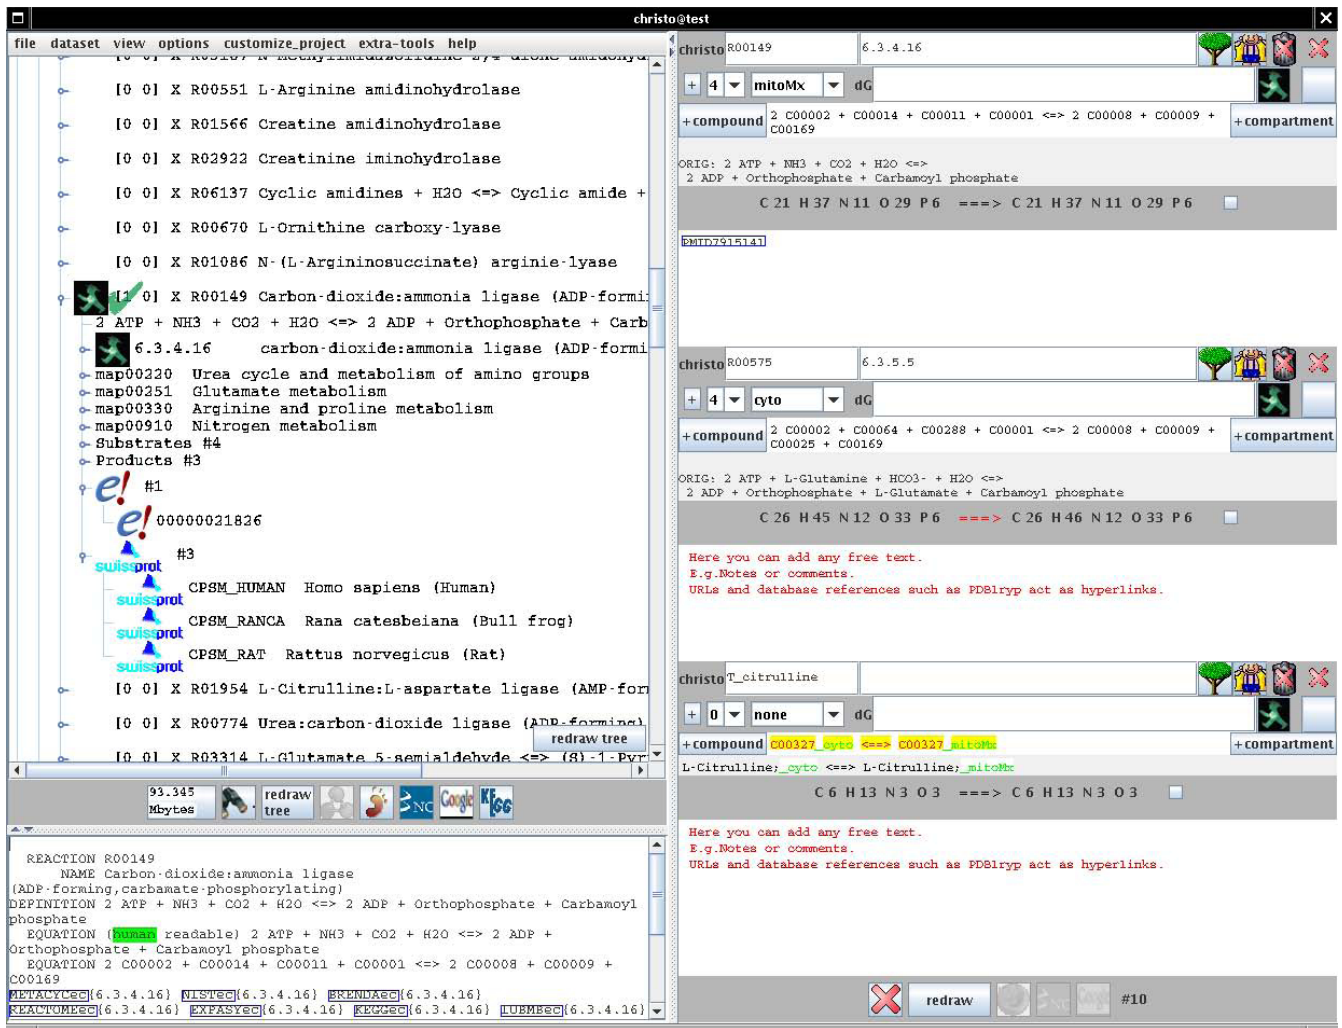 christo@test
file dataset view options customize_project extra-tools help
[0 0] X R00551 L-Arginine amidinohydrolase
[0 0] X R01566 Creatine amidinohydrolase
[0 0] X R02922 Creatinine iminohydrolase
[0 0] X R06137 Cyclic amidines + H2O <=> Cyclic amide +
[0 0] X R00670 L-Ornithine carboxy-lyase
[0 0] X R01086 N-(L-Argininosuccinate) arginie-lyase
[1 0] X R00149 Carbon-dioxide:ammonia ligase (ADP-formi
2 ATP + NH3 + CO2 + H2O <=> 2 ADP + Orthophosphate + Carb
6.3.4.16 carbon-dioxide:ammonia ligase (ADP-formi
map00220 Urea cycle and metabolism of amino groups
map00251 Glutamate metabolism
map00330 Arginine and proline metabolism
map00910 Nitrogen metabolism
Substrates #4
Products #3
e! #1
e! 00000021826
swissprot #3
swissprot CPSM_HUMAN Homo sapiens (Human)
swissprot CPSM_RANCA Rana catesbeiana (Bull frog)
swissprot CPSM_RAT Rattus norvegicus (Rat)
[0 0] X R01954 L-Citrulline:L-aspartate ligase (AMP-for
[0 0] X R00774 Urea:carbon-dioxide ligase (ADP-forming)
redraw tree
[0 0] X R03314 L-Glutamate 5-semialdehyde <=> (S)-1-Pyr
93.345
Mbytes
redraw
tree
NC
Google
KEGG
REACTION R00149
NAME Carbon-dioxide:ammonia ligase
(ADP-forming,carbamate-phosphorylating)
DEFINITION 2 ATP + NH3 + CO2 + H2O <=> 2 ADP + Orthophosphate + Carbamoyl
phosphate
EQUATION (human readable) 2 ATP + NH3 + CO2 + H2O <=> 2 ADP +
Orthophosphate + Carbamoyl phosphate
EQUATION 2 C00002 + C00014 + C00011 + C00001 <=> 2 C00008 + C00009 +
C00169
METACYCec{6.3.4.16} NISTec{6.3.4.16} BRENDAec{6.3.4.16}
REACTOMEec{6.3.4.16} EXPASYec{6.3.4.16} KEGGec{6.3.4.16} IUBMBec{6.3.4.16}
christo R00149 6.3.4.16
+ 4 mitoMx dG
+compound 2 C00002 + C00014 + C00011 + C00001 <=> 2 C00008 + C00009 +
C00169
+compartment
ORIG: 2 ATP + NH3 + CO2 + H2O <=>
2 ADP + Orthophosphate + Carbamoyl phosphate
C 21 H 37 N 11 O 29 P 6 ===> C 21 H 37 N 11 O 29 P 6
PMID7915141
christo R00575 6.3.5.5
+ 4 cyto dG
+compound 2 C00002 + C00064 + C00288 + C00001 <=> 2 C00008 + C00009 +
C00025 + C00169
+compartment
ORIG: 2 ATP + L-Glutamine + HCO3- + H2O <=>
2 ADP + Orthophosphate + L-Glutamate + Carbamoyl phosphate
C 26 H 45 N 12 O 33 P 6 ===> C 26 H 46 N 12 O 33 P 6
Here you can add any free text.
E.g.Notes or comments.
URLs and database references such as PDB1ryp act as hyperlinks.
christo T_citrulline
+ 0 none dG
+compound C00327_cyto <==> C00327_mitoMx
+compartment
L-Citrulline;_cyto <==> L-Citrulline;_mitoMx
C 6 H 13 N 3 O 3 ===> C 6 H 13 N 3 O 3
Here you can add any free text.
E.g.Notes or comments.
URLs and database references such as PDB1ryp act as hyperlinks.
redraw
NC
Google
#10